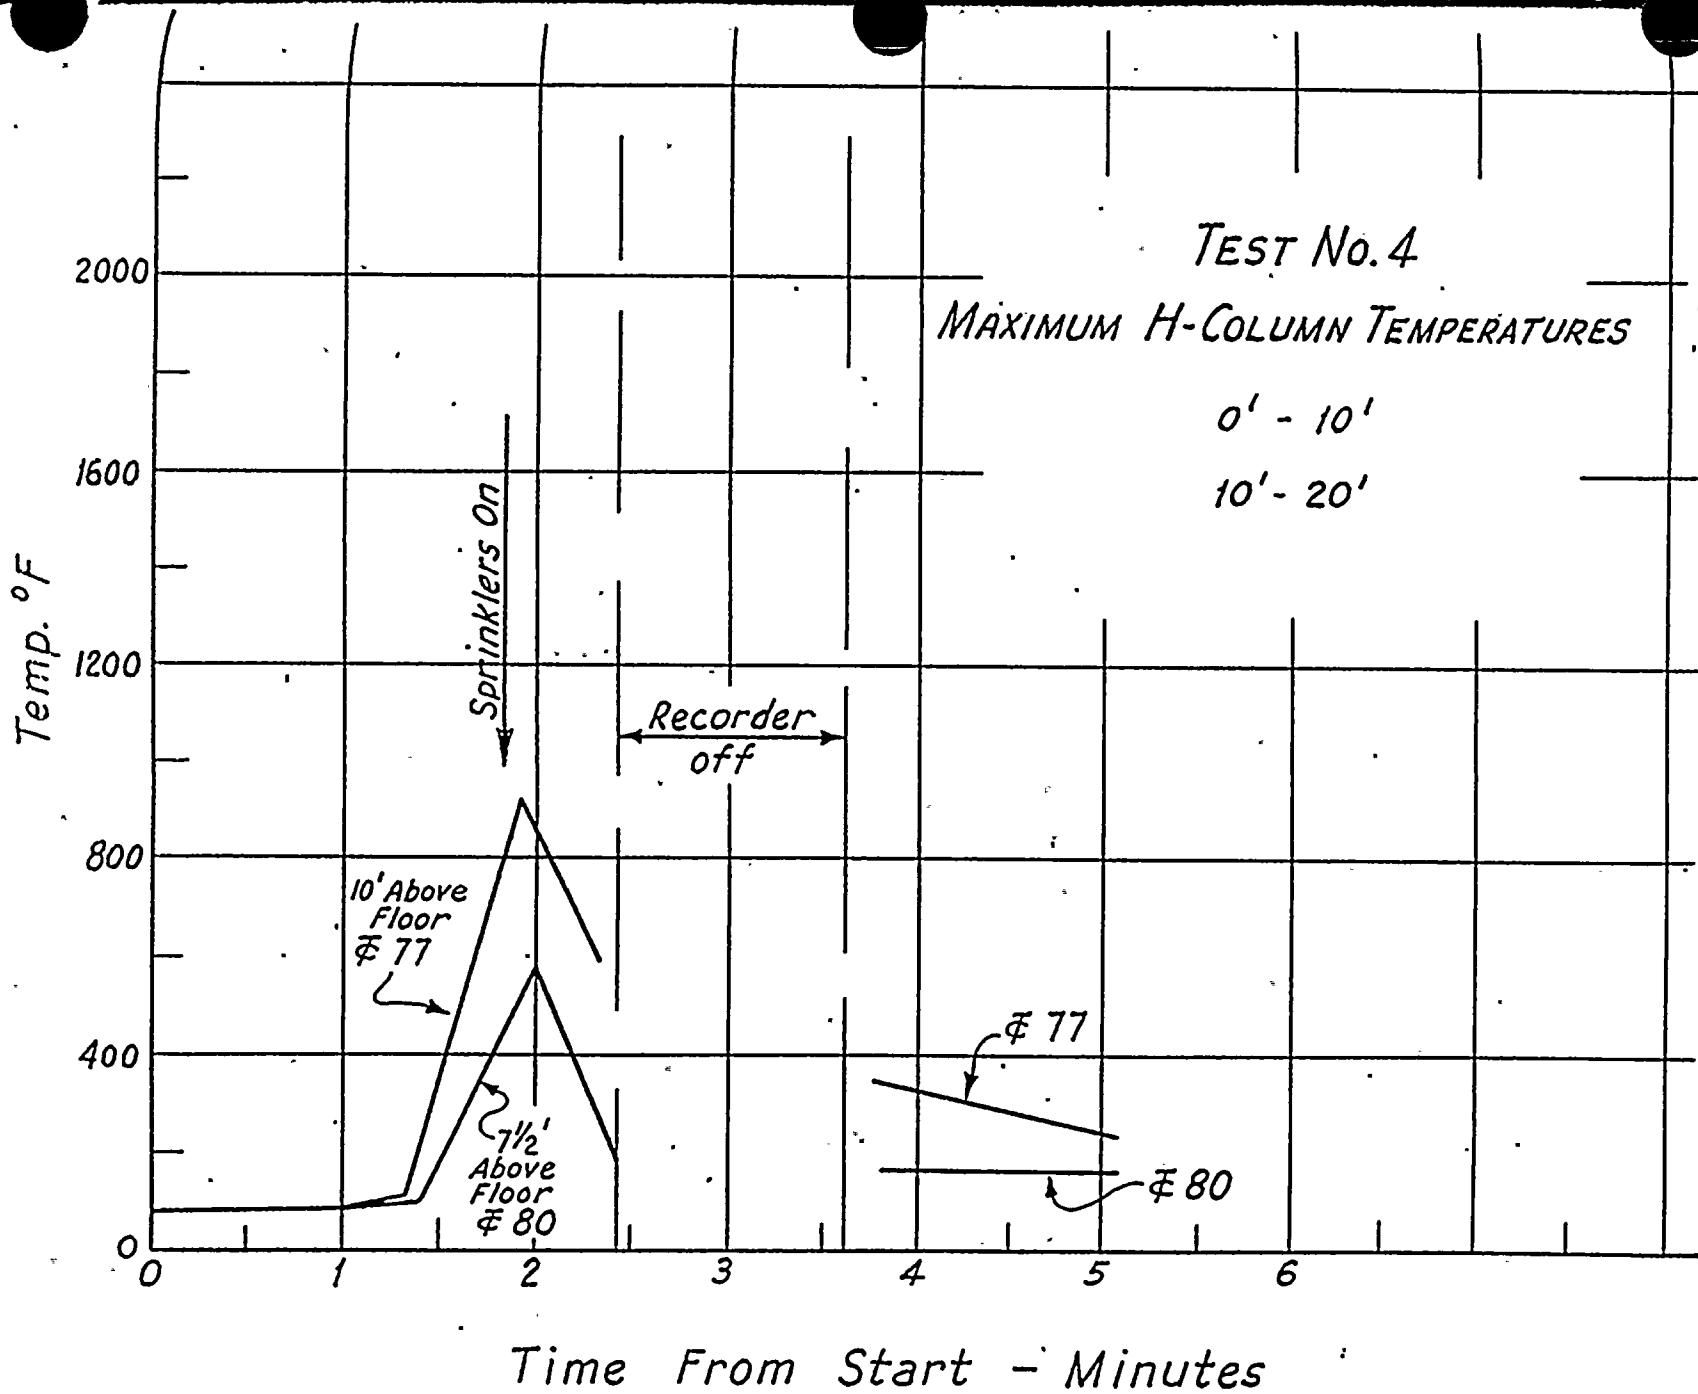 TEST No. 4
MAXIMUM H-COLUMN TEMPERATURES
0' - 10'
10' - 20'
Temp. °F
2000
1600
1200
800
400
0
Sprinklers On
Recorder
off
10' Above
Floor
77
7½'
Above
Floor
80
77
80
0 1 2 3 4 5 6
Time From Start - Minutes